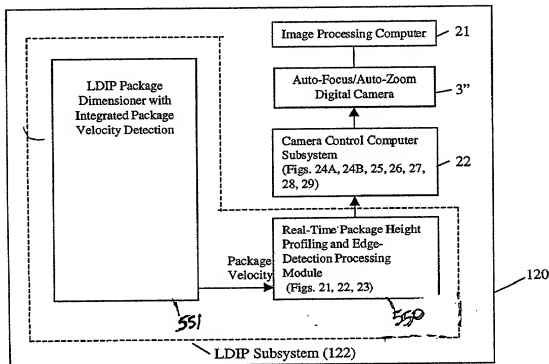 Image Processing Computer
21
LDIP Package
Dimensioner with
Integrated Package
Velocity Detection
Auto-Focus/Auto-Zoom
Digital Camera
3”
Camera Control Computer
Subsystem
(Figs. 24A, 24B, 25, 26, 27,
28, 29)
22
Real-Time Package Height
Profiling and Edge-
Detection Processing
Module
(Figs. 21, 22, 23)
Package
Velocity
551
550
120
LDIP Subsystem (122)